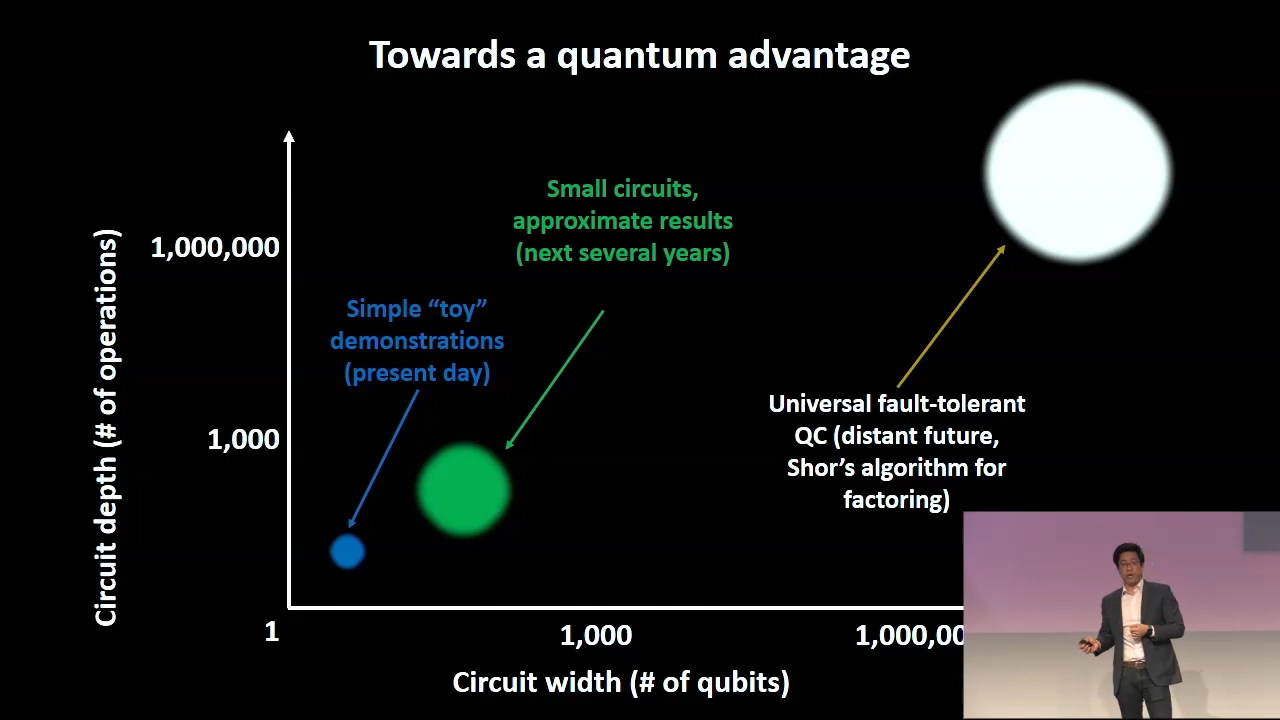 Towards a quantum advantage
Small circuits,
approximate results
(next several years)
Circuit depth (# of operations)
1,000,000
Simple “toy”
demonstrations
(present day)
1,000
Universal fault-tolerant
QC (distant future,
Shor’s algorithm for
factoring)
1
1,000
1,000,00
Circuit width (# of qubits)